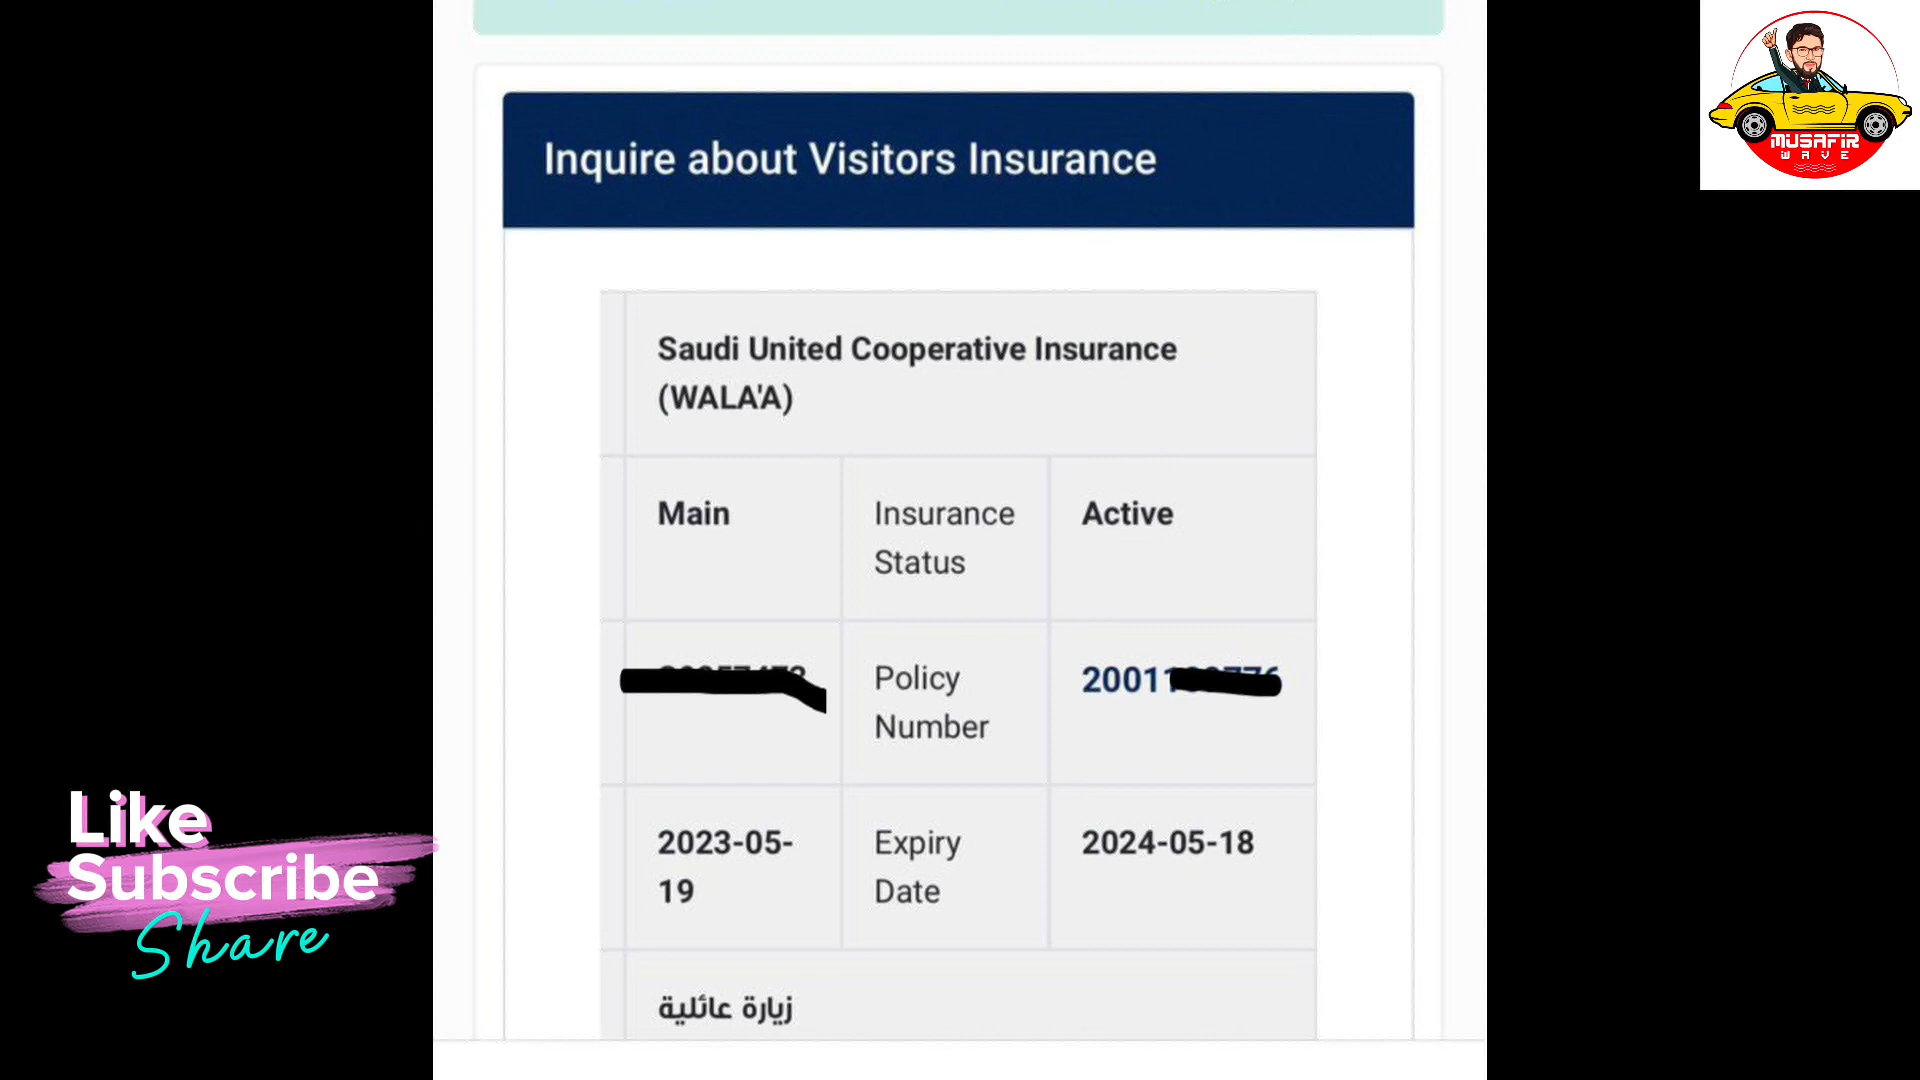 Inquire about Visitors Insurance
Saudi United Cooperative Insurance
(WALA'A)
Main
Insurance
Status
Active
Policy
Number
2001
2023-05-
19
Expiry
Date
2024-05-18
زيارة عائلية
MUSAFIR
WAVE
Like
Subscribe
Share